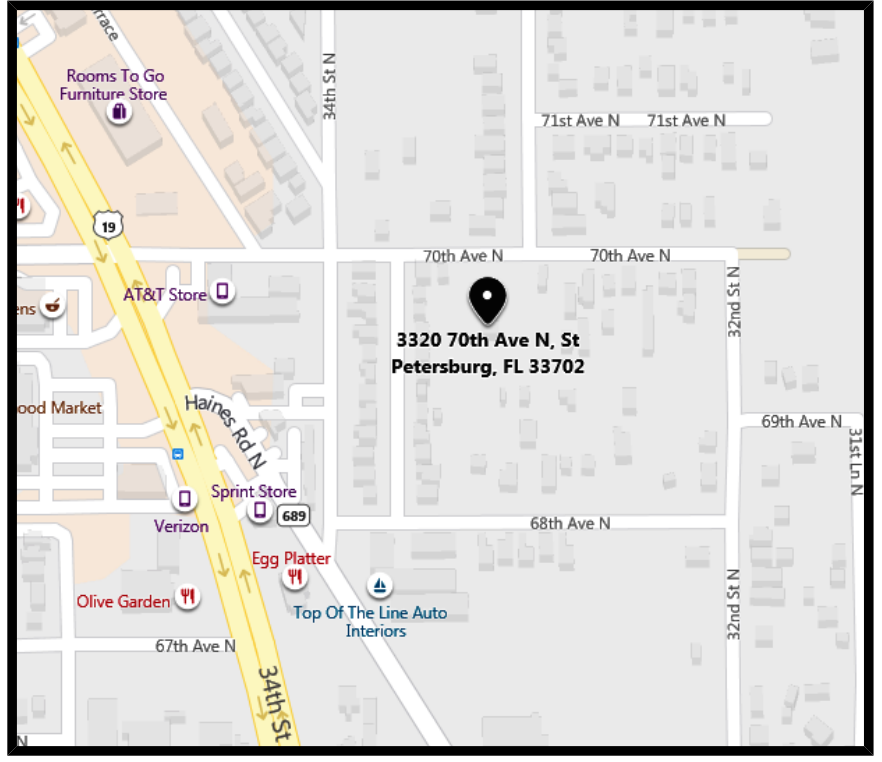 rrace
Rooms To Go
Furniture Store
34th St N
71st Ave N
71st Ave N
19
70th Ave N
70th Ave N
AT&T Store
ens
32nd St N
3320 70th Ave N, St
Petersburg, FL 33702
ood Market
Haines Rd N
69th Ave N
31st Ln N
Sprint Store
Verizon
689
68th Ave N
Egg Platter
Olive Garden
Top Of The Line Auto
Interiors
32nd St N
67th Ave N
34th St
N